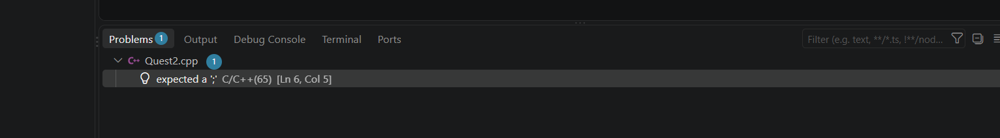 Problems 1 Output Debug Console Terminal Ports Filter (e.g. text, **/*.ts, !**/nod...
C++ Quest2.cpp 1
expected a ';' C/C++(65) [Ln 6, Col 5]